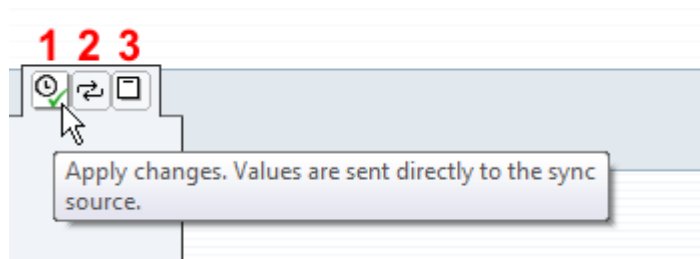 1 2 3
Apply changes. Values are sent directly to the sync
source.